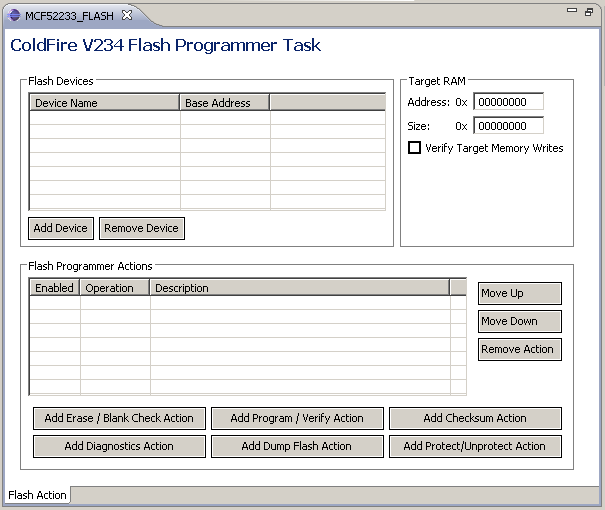 MCF52233_FLASH
ColdFire V234 Flash Programmer Task
Flash Devices
Device Name Base Address
Add Device Remove Device
Target RAM
Address: 0x 00000000
Size: 0x 00000000
Verify Target Memory Writes
Flash Programmer Actions
Enabled Operation Description
Move Up
Move Down
Remove Action
Add Erase / Blank Check Action Add Program / Verify Action Add Checksum Action
Add Diagnostics Action Add Dump Flash Action Add Protect/Unprotect Action
Flash Action